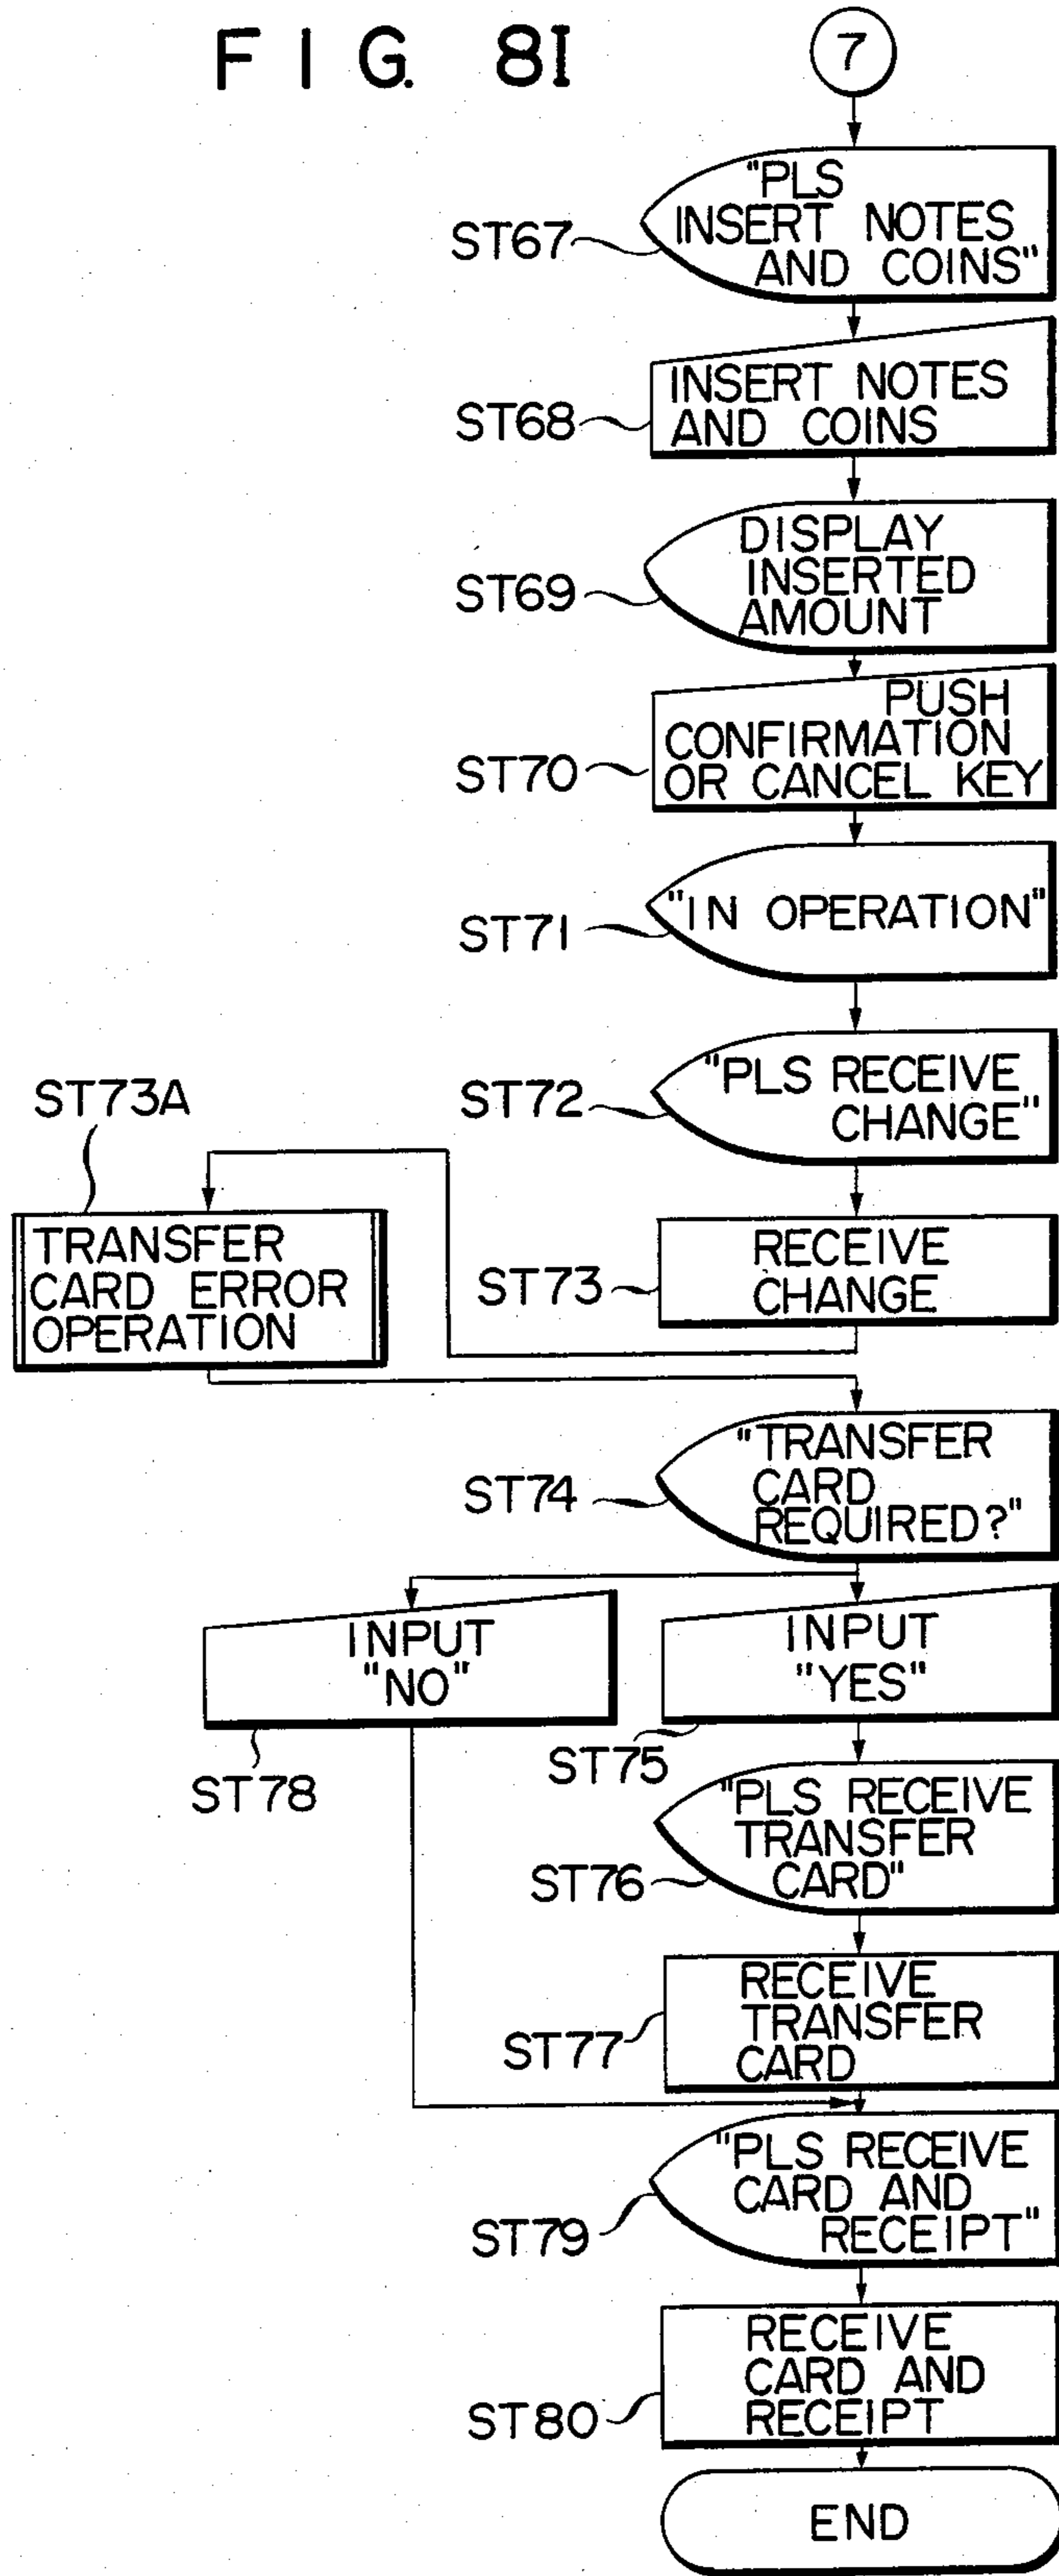 FIG. 8I
7
"PLS
INSERT NOTES
AND COINS"
ST67
INSERT NOTES
AND COINS
ST68
DISPLAY
INSERTED
AMOUNT
ST69
PUSH
CONFIRMATION
OR CANCEL KEY
ST70
"IN OPERATION"
ST71
"PLS RECEIVE
CHANGE"
ST72
ST73A
TRANSFER
CARD ERROR
OPERATION
RECEIVE
CHANGE
ST73
"TRANSFER
CARD
REQUIRED?"
ST74
INPUT
"NO"
ST78
INPUT
"YES"
ST75
"PLS RECEIVE
TRANSFER
CARD"
ST76
RECEIVE
TRANSFER
CARD
ST77
"PLS RECEIVE
CARD AND
RECEIPT"
ST79
RECEIVE
CARD AND
RECEIPT
ST80
END